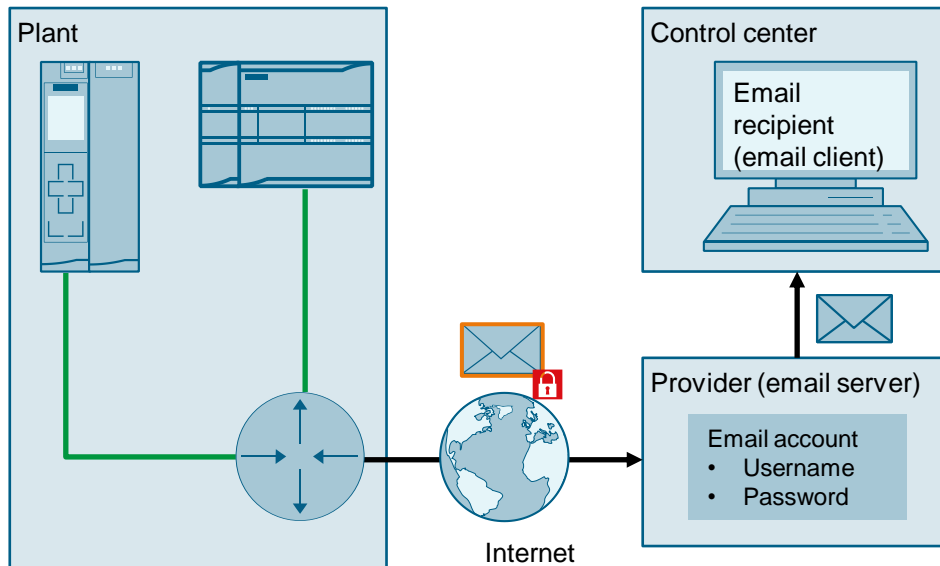 Plant
Control center
Email
recipient
(email client)
Provider (email server)
Email account
• Username
• Password
Internet